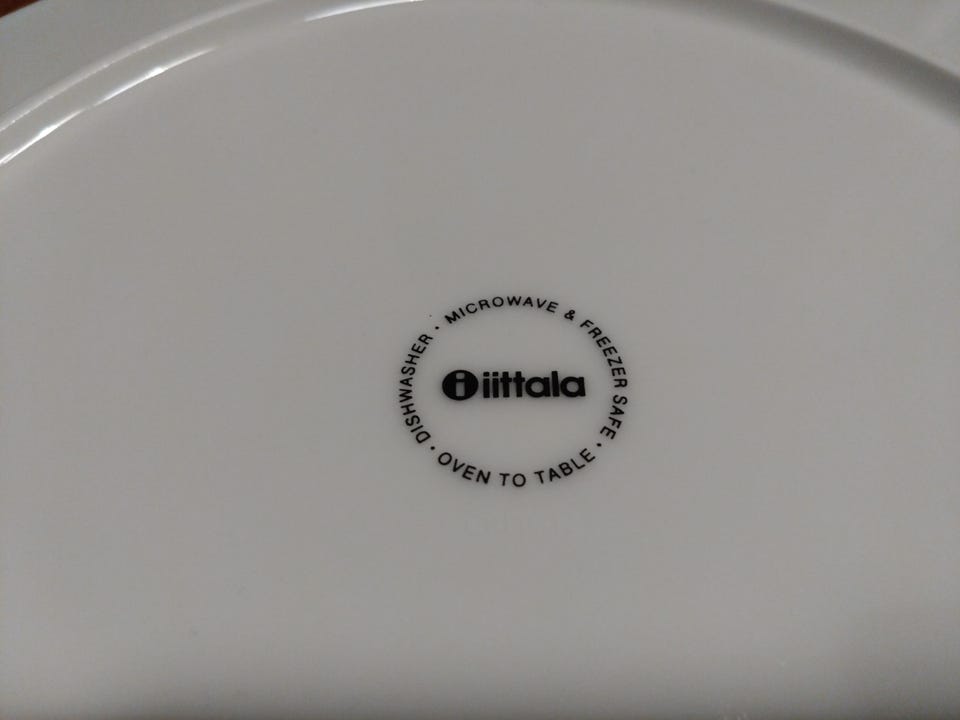 DISHWASHER · MICROWAVE & FREEZER SAFE · OVEN TO TABLE ·
i iittala